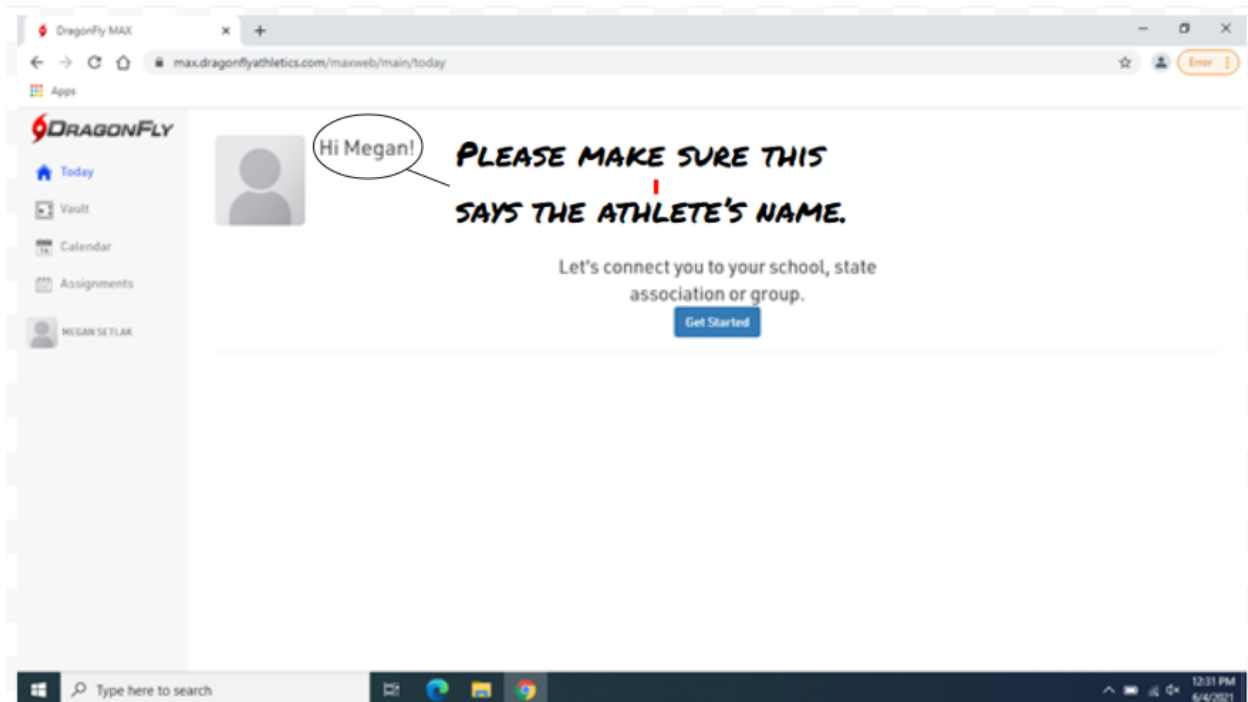 DragonFly MAX
max.dragonflyathletics.com/maxweb/main/today
Error
Apps
DRAGONFLY
Today
Vault
Calendar
Assignments
MEGAN SETLAK
Hi Megan!
PLEASE MAKE SURE THIS
SAYS THE ATHLETE'S NAME.
Let's connect you to your school, state
association or group.
Get Started
Type here to search
12:31 PM
6/4/2021